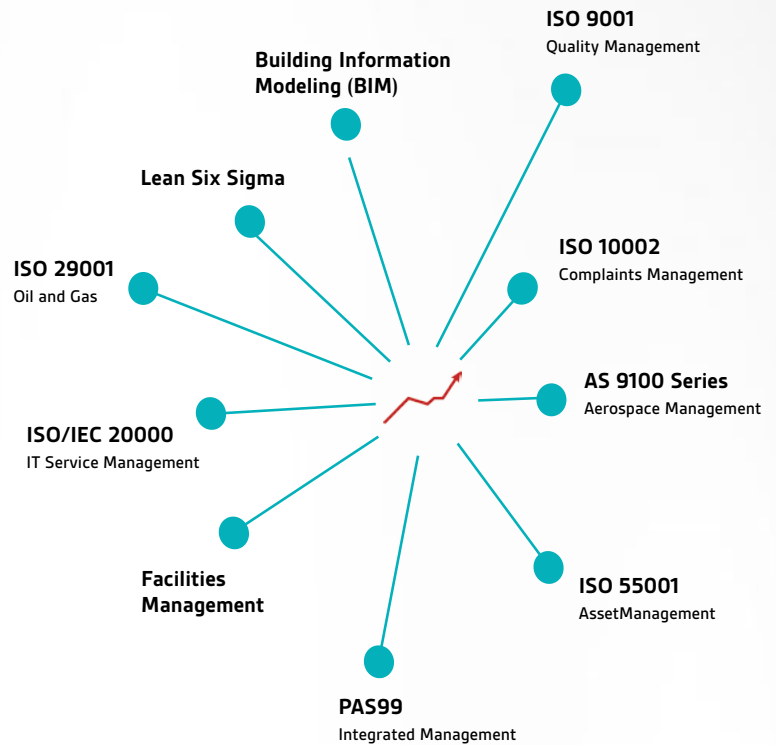 ISO 9001
Quality Management
Building Information
Modeling (BIM)
Lean Six Sigma
ISO 10002
Complaints Management
ISO 29001
Oil and Gas
AS 9100 Series
Aerospace Management
ISO/IEC 20000
IT Service Management
Facilities
Management
ISO 55001
AssetManagement
PAS99
Integrated Management